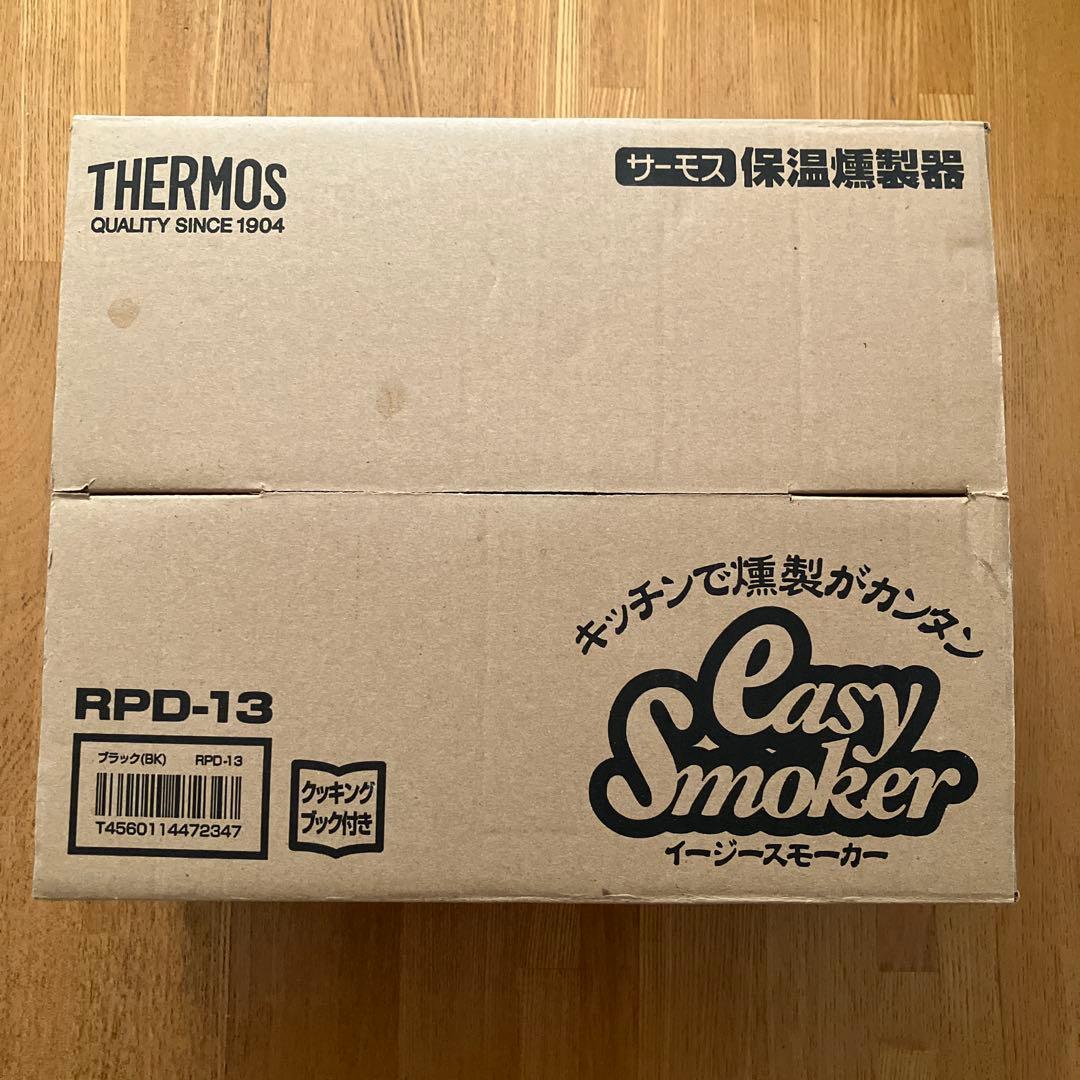 THERMOS
QUALITY SINCE 1904
サーモス 保温燻製器
キッチンで燻製がカンタン
easy
Smoker
イージースモーカー
RPD-13
ブラック(BK) RPD-13
T4560114472347
クッキング
ブック付き